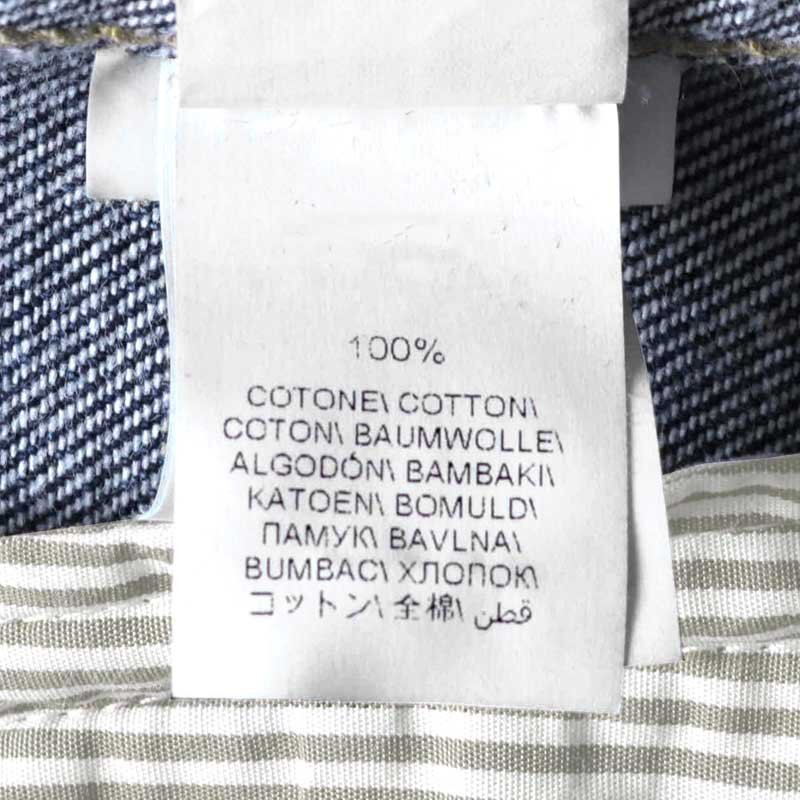 100%
COTONE\ COTTON\
COTON\ BAUMWOLLE\
ALGODÓN\ BAMBAKI\
KATOEN\ BOMULD\
ПАМУК\ BAVLNA\
BUMBAC\ ХЛОПОК\
コットン\ 全棉\ قطن